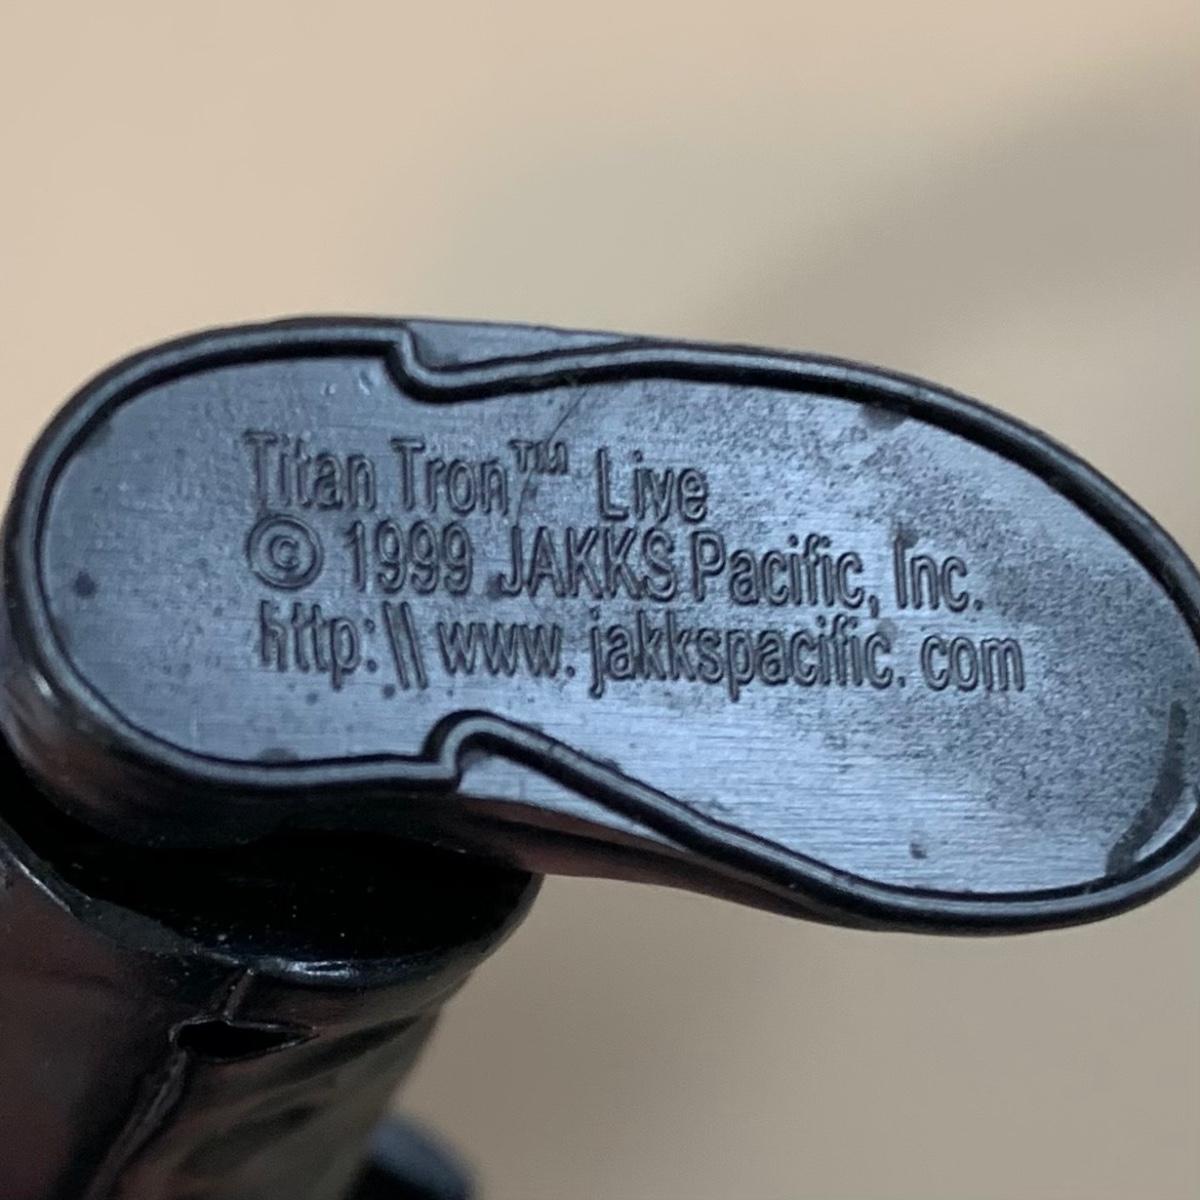 Titan Tron™ Live
© 1999 JAKKS Pacific, Inc.
http:\\ www. jakkspacific. com